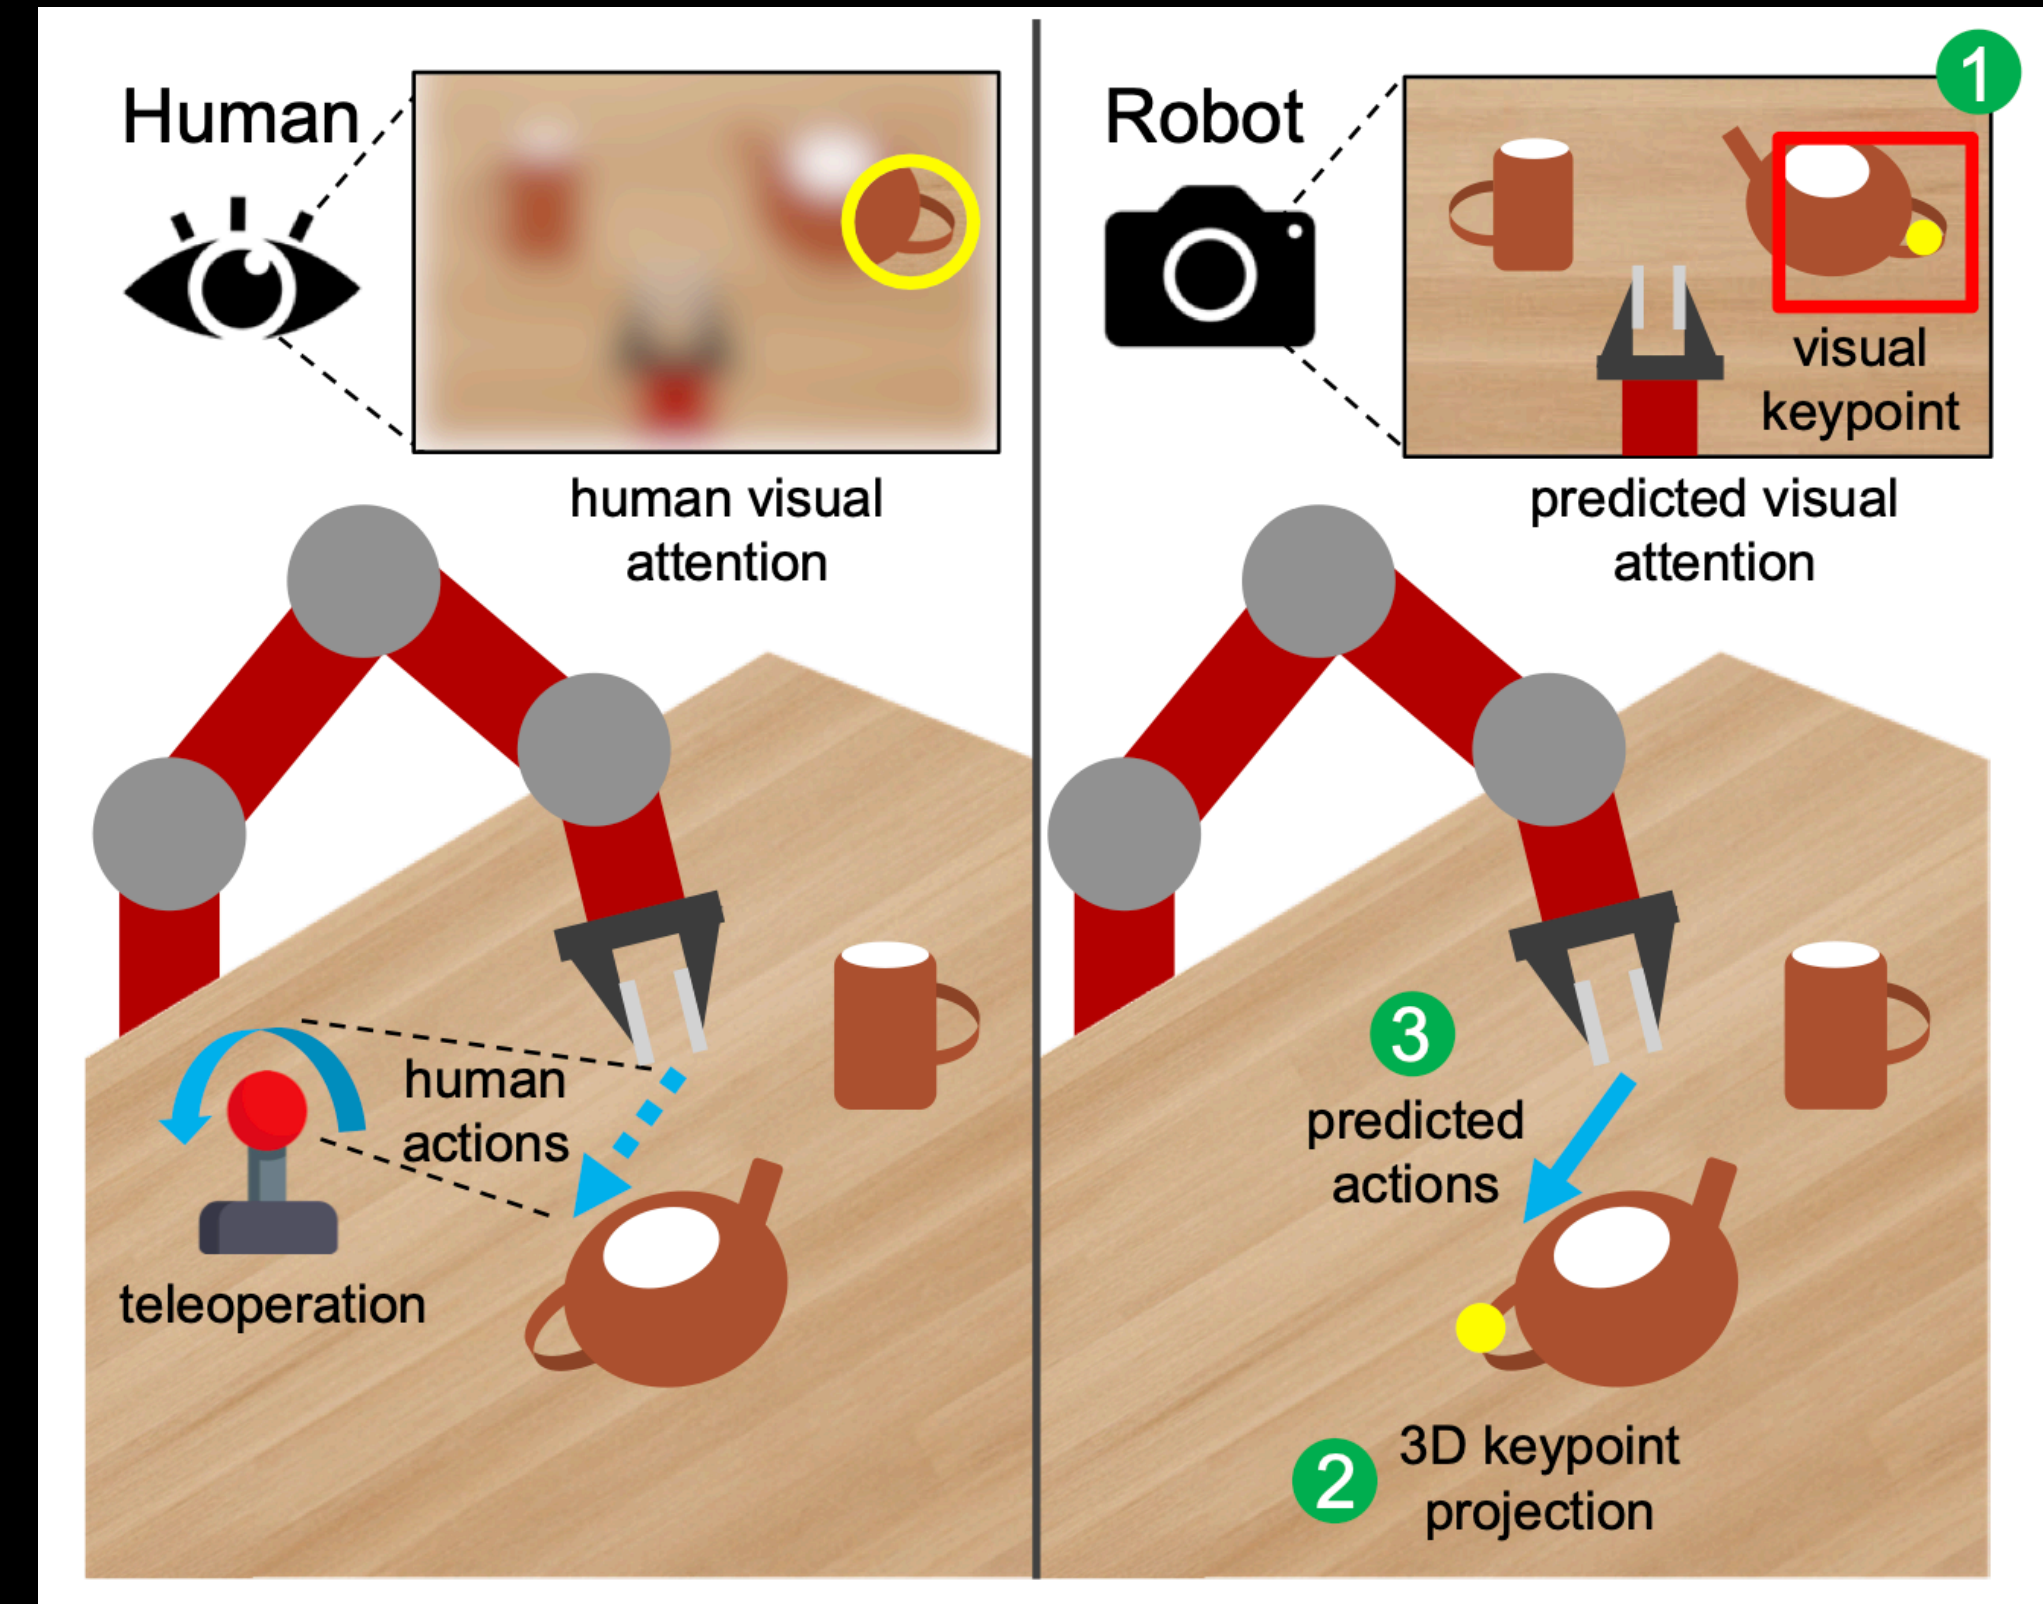 Human
human visual
attention
human
actions
teleoperation
Robot
1
visual
keypoint
predicted visual
attention
3
predicted
actions
2
3D keypoint
projection